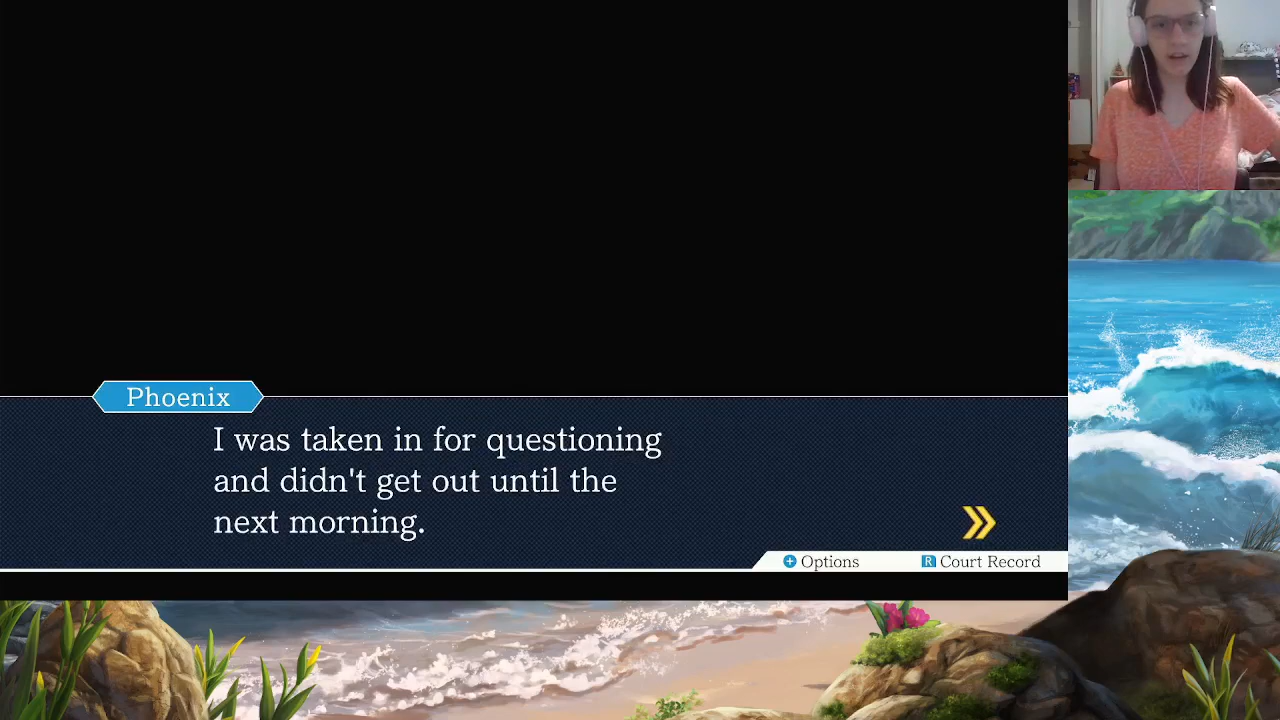 Phoenix
I was taken in for questioning
and didn't get out until the
next morning.
+ Options
R Court Record